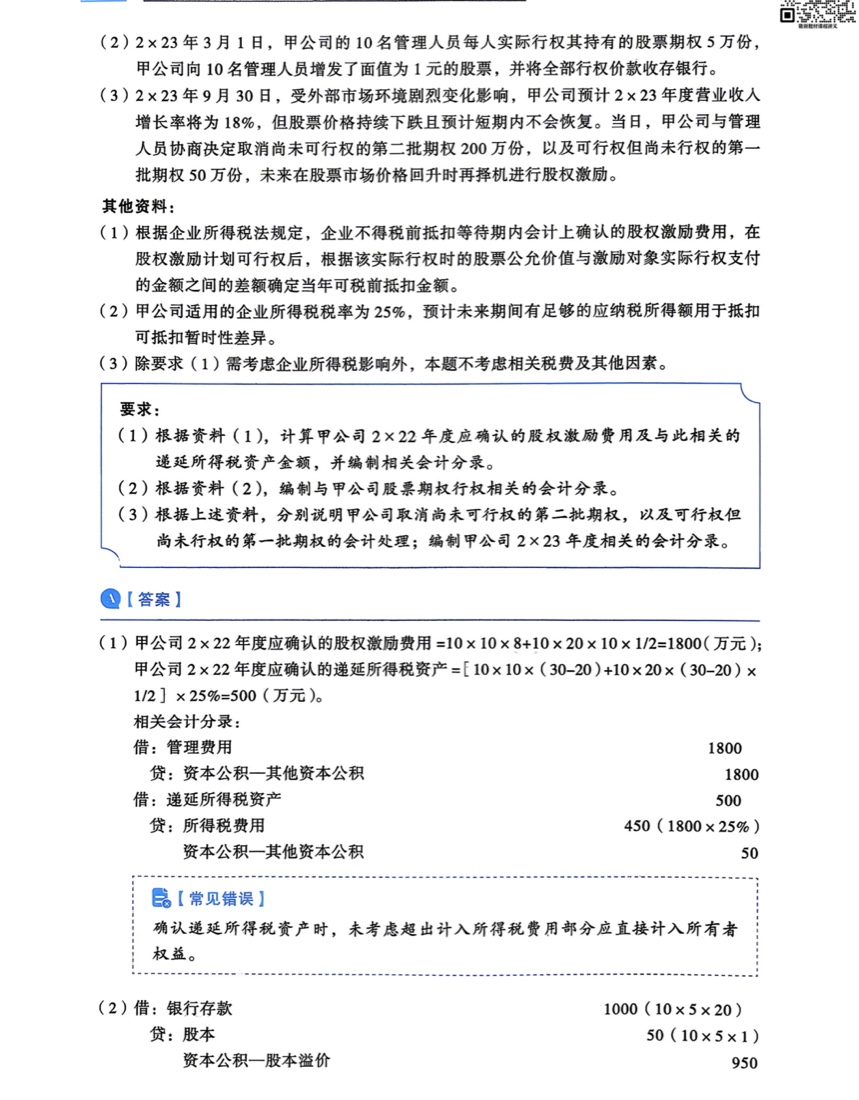 （2）2×23年3月1日，甲公司的10名管理人员每人实际行权其持有的股票期权5万份，
甲公司向10名管理人员增发了面值为1元的股票，并将全部行权价款收存银行。
（3）2×23年9月30日，受外部市场环境剧烈变化影响，甲公司预计2×23年度营业收入
增长率将为18%，但股票价格持续下跌且预计短期内不会恢复。当日，甲公司与管理
人员协商决定取消尚未可行权的第二批期权200万份，以及可行权但尚未行权的第一
批期权50万份，未来在股票市场价格回升时再择机进行股权激励。
其他资料：
（1）根据企业所得税法规定，企业不得税前抵扣等待期内会计上确认的股权激励费用，在
股权激励计划可行权后，根据该实际行权时的股票公允价值与激励对象实际行权支付
的金额之间的差额确定当年可税前抵扣金额。
（2）甲公司适用的企业所得税税率为25%，预计未来期间有足够的应纳税所得额用于抵扣
可抵扣暂时性差异。
（3）除要求（1）需考虑企业所得税影响外，本题不考虑相关税费及其他因素。
要求：
（1）根据资料（1），计算甲公司2×22年度应确认的股权激励费用及与此相关的
递延所得税资产金额，并编制相关会计分录。
（2）根据资料（2），编制与甲公司股票期权行权相关的会计分录。
（3）根据上述资料，分别说明甲公司取消尚未可行权的第二批期权，以及可行权但
尚未行权的第一批期权的会计处理；编制甲公司2×23年度相关的会计分录。
【答案】
（1）甲公司2×22年度应确认的股权激励费用=10×10×8+10×20×10×1/2=1800（万元）；
甲公司2×22年度应确认的递延所得税资产=［10×10×（30-20）+10×20×（30-20）×
1/2］×25%=500（万元）。
相关会计分录：
借：管理费用 1800
贷：资本公积—其他资本公积 1800
借：递延所得税资产 500
贷：所得税费用 450（1800×25%）
资本公积—其他资本公积 50
【常见错误】
确认递延所得税资产时，未考虑超出计入所得税费用部分应直接计入所有者
权益。
（2）借：银行存款 1000（10×5×20）
贷：股本 50（10×5×1）
资本公积—股本溢价 950